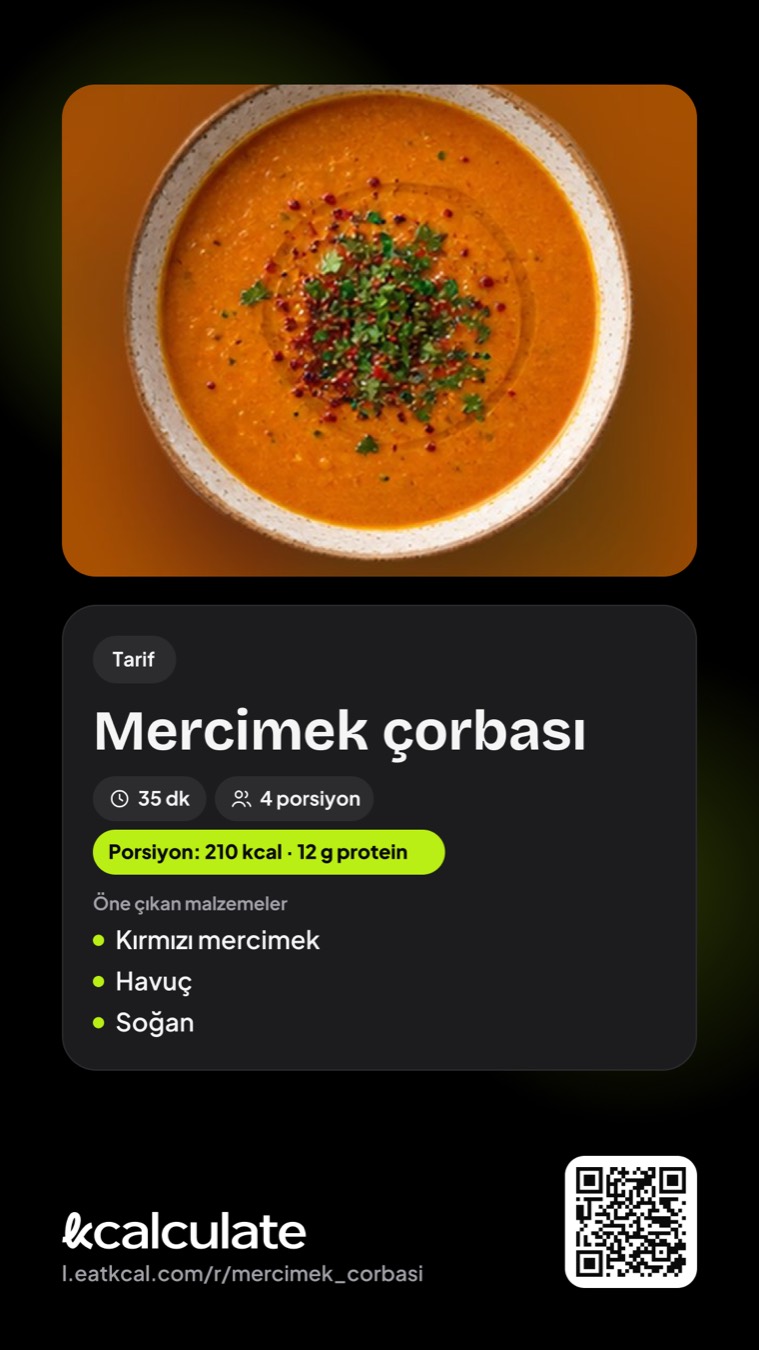 Tarif
Mercimek çorbası
35 dk
4 porsiyon
Porsiyon: 210 kcal · 12 g protein
Öne çıkan malzemeler
Kırmızı mercimek
Havuç
Soğan
kcalculate
l.eatkcal.com/r/mercimek_corbasi